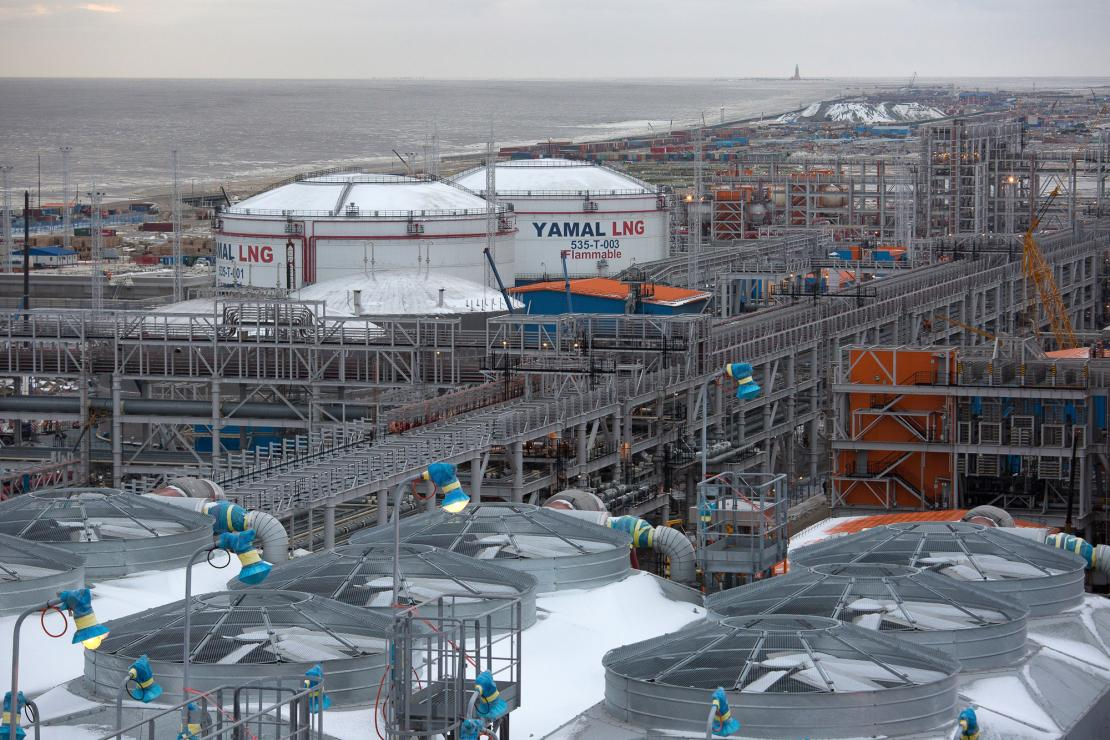 AMAL LNG
535-T-001
YAMAL LNG
535-T-003
Flammable